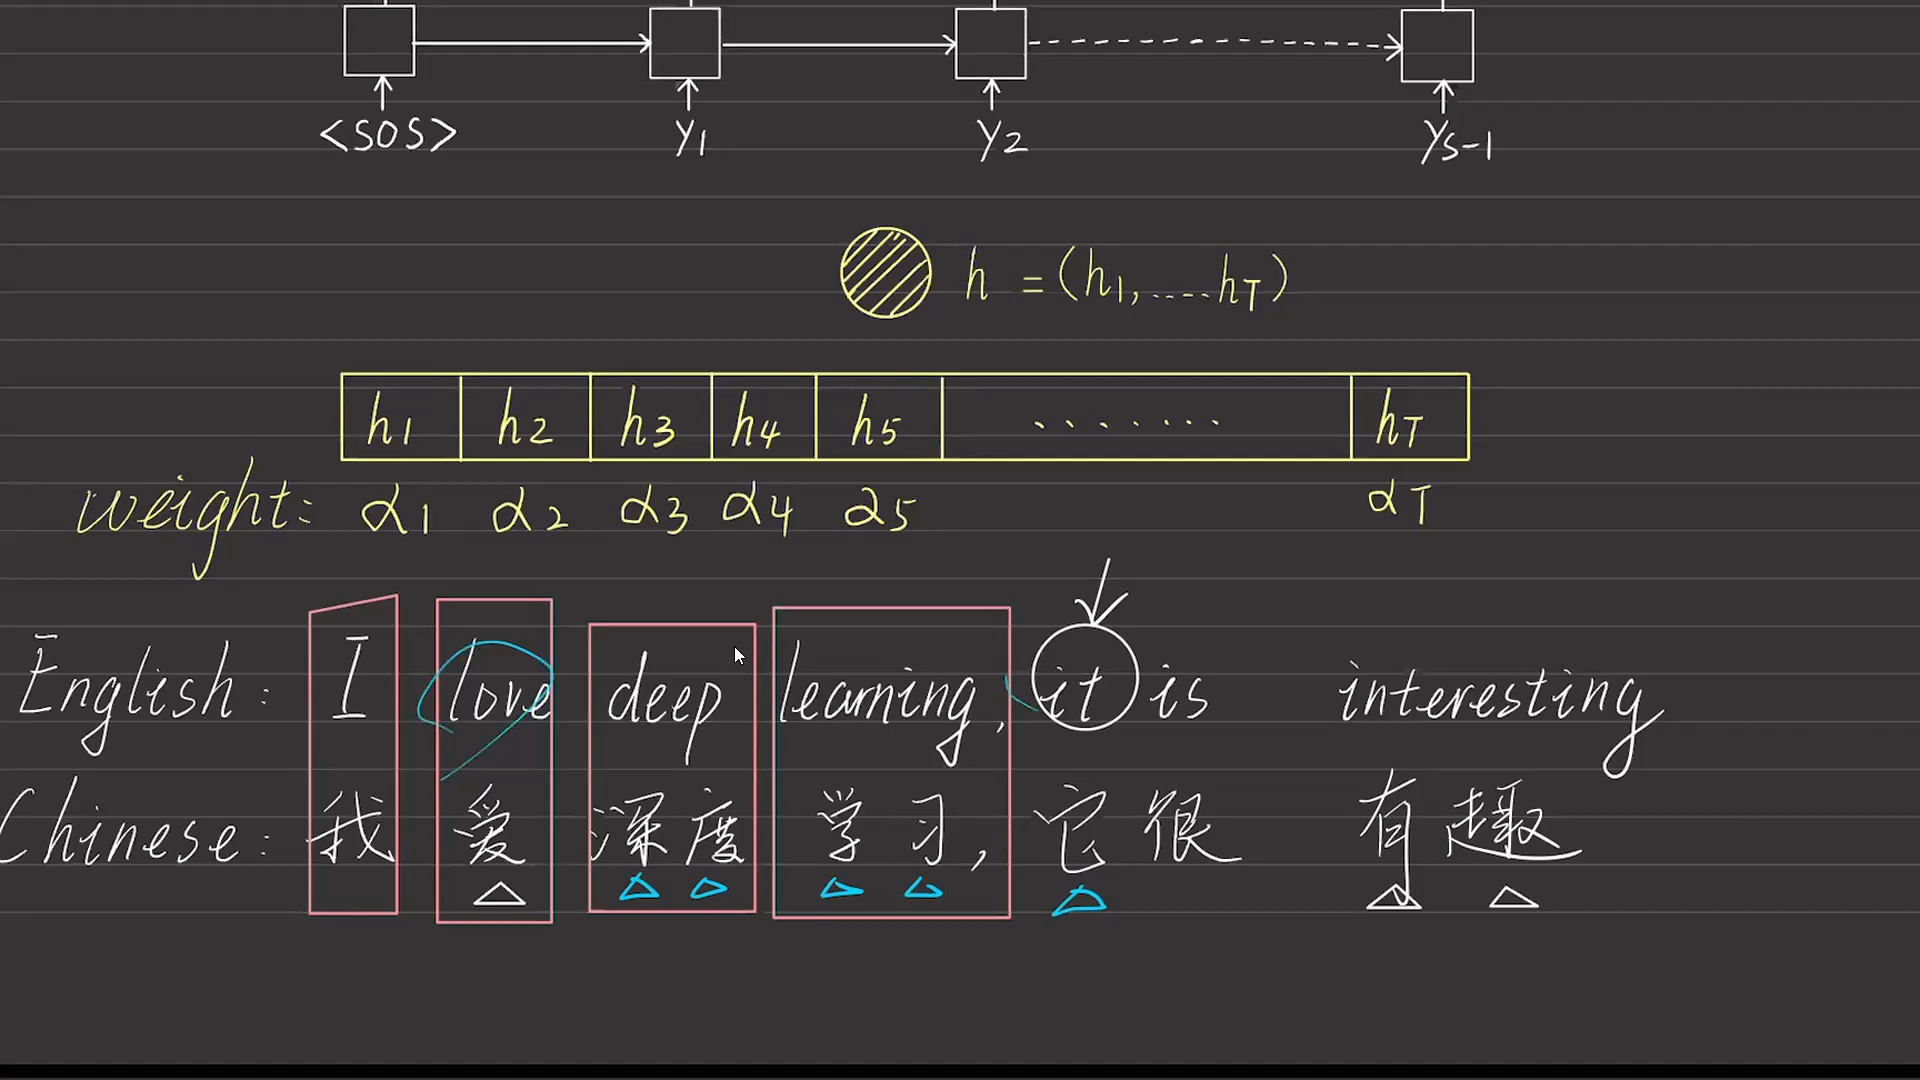 <SOS> y1 y2 ys-1
h = (h1, ..... hT)
h1 h2 h3 h4 h5 ....... hT
weight: α1 α2 α3 α4 α5 αT
English: I love deep learning, it is interesting
Chinese: 我 爱 深度 学习, 它很 有趣